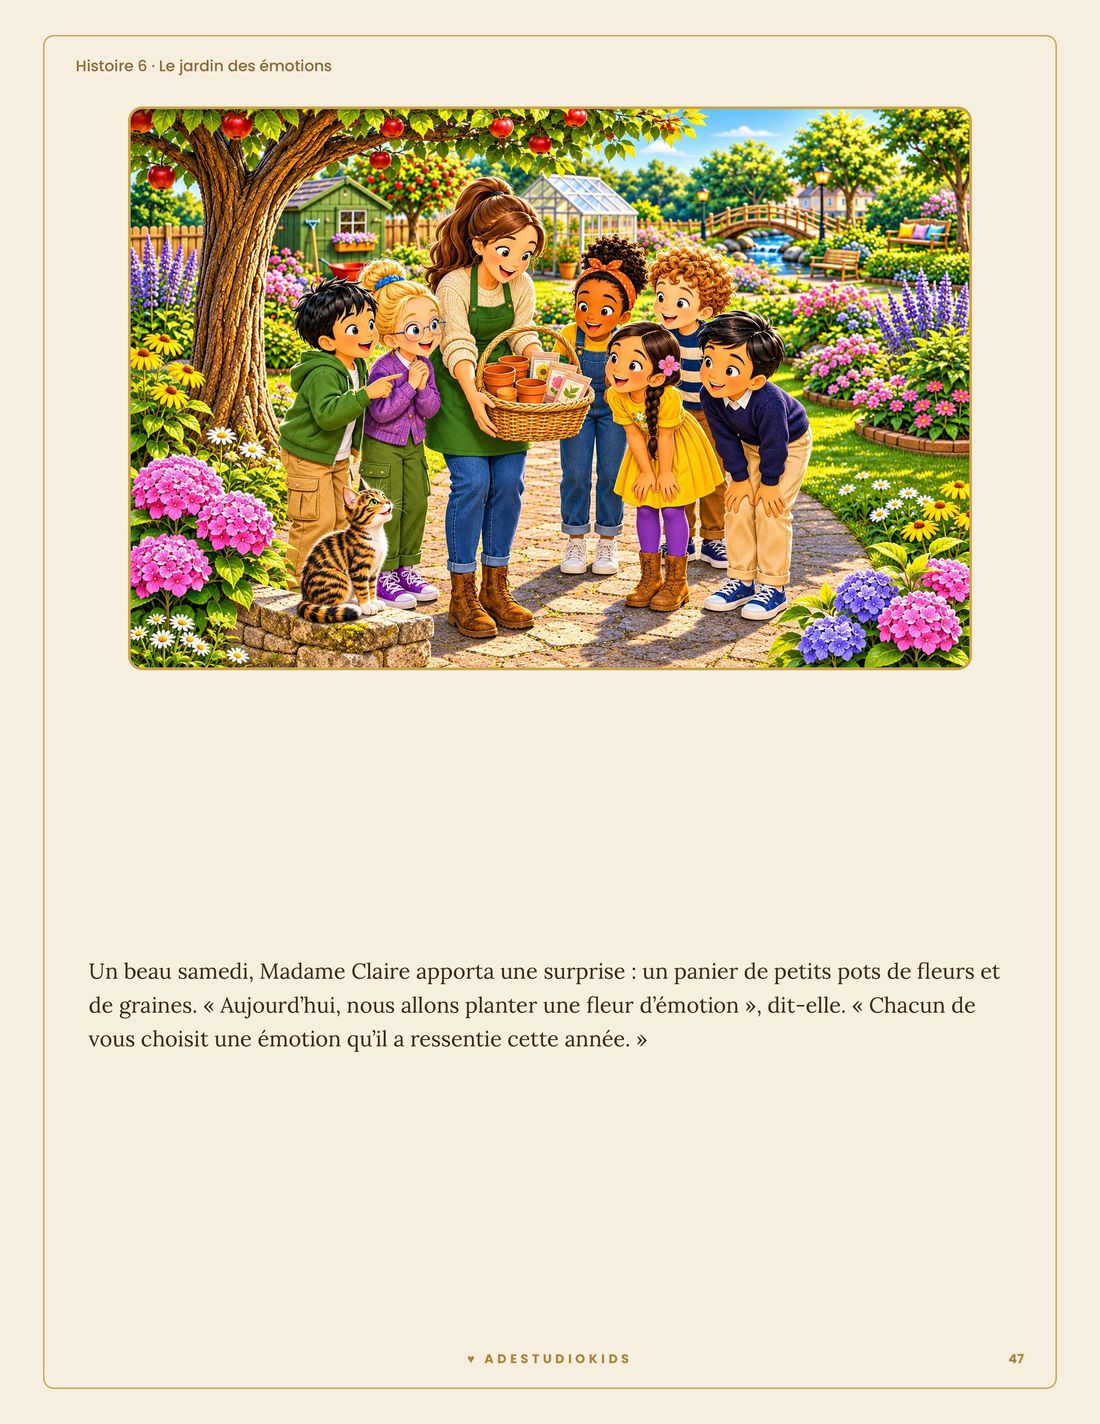 Histoire 6 · Le jardin des émotions
Un beau samedi, Madame Claire apporta une surprise : un panier de petits pots de fleurs et
de graines. « Aujourd’hui, nous allons planter une fleur d’émotion », dit-elle. « Chacun de
vous choisit une émotion qu’il a ressentie cette année. »
♥ ADESTUDIOKIDS
47